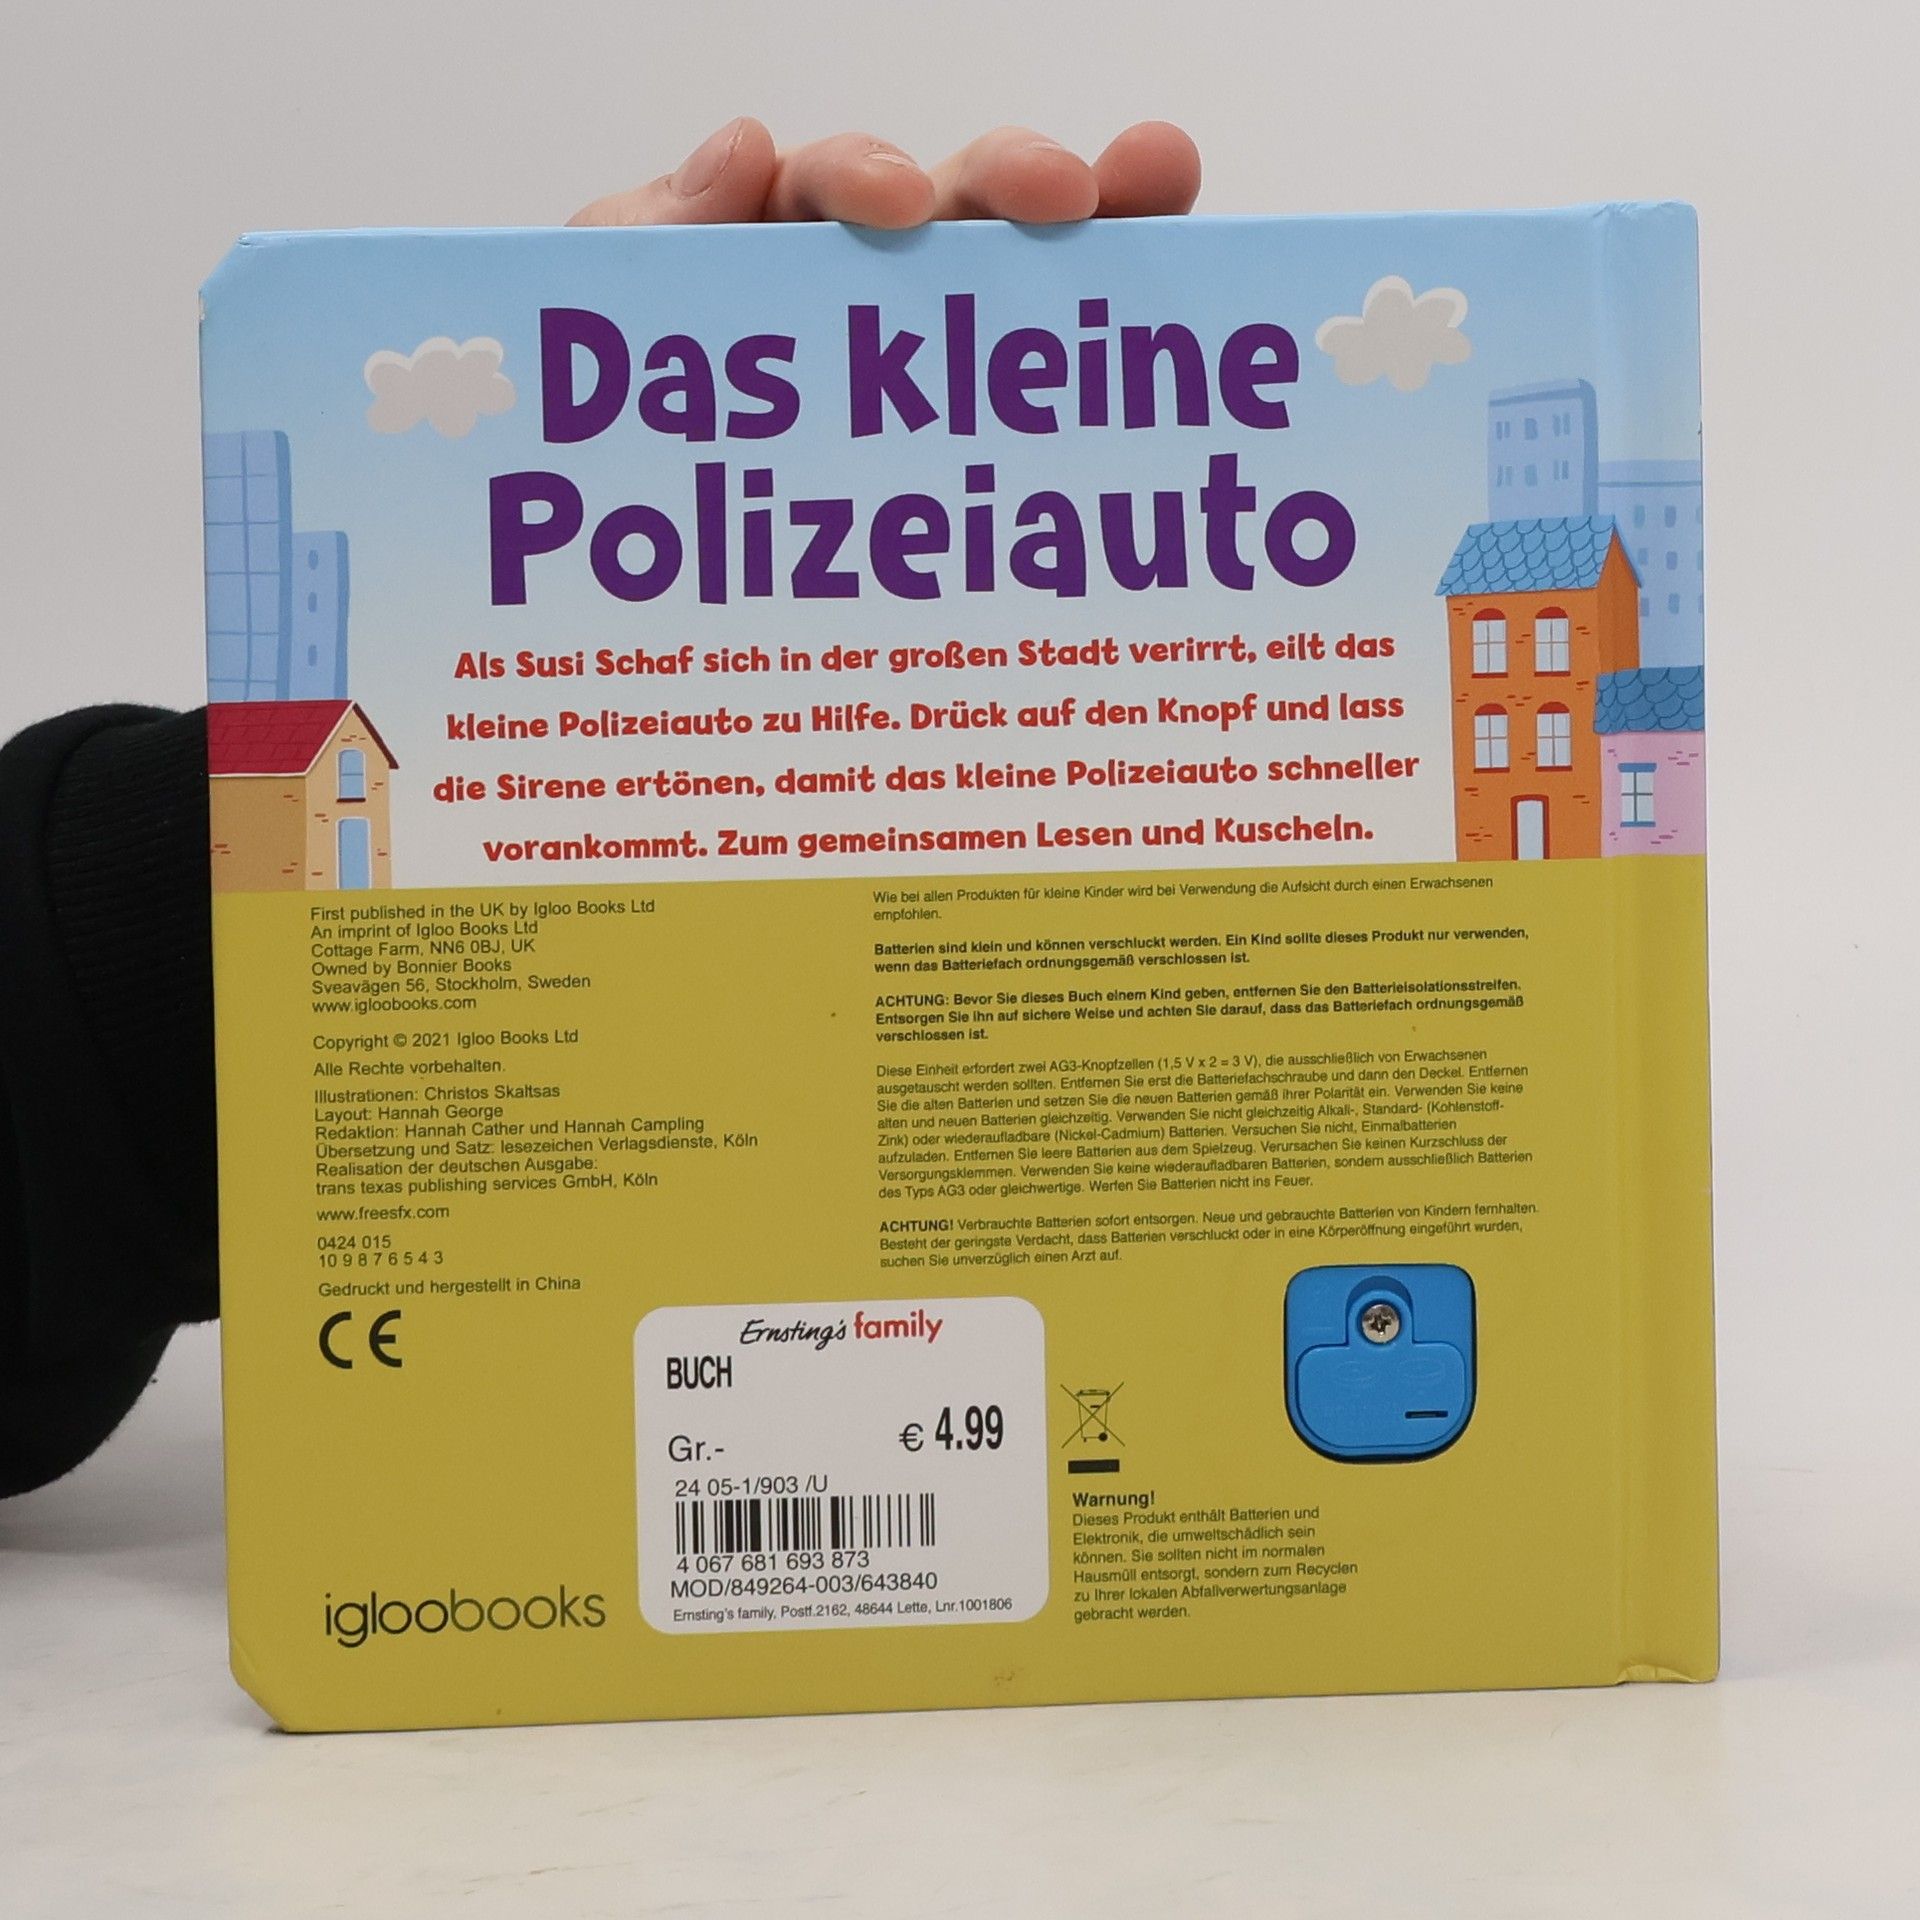 Das kleine
Polizeiauto
Als Susi Schaf sich in der großen Stadt verirrt, eilt das
kleine Polizeiauto zu Hilfe. Drück auf den Knopf und lass
die Sirene ertönen, damit das kleine Polizeiauto schneller
vorankommt. Zum gemeinsamen Lesen und Kuscheln.
First published in the UK by Igloo Books Ltd
An imprint of Igloo Books Ltd
Cottage Farm, NN6 0BJ, UK
Owned by Bonnier Books
Sveavägen 56, Stockholm, Sweden
www.igloobooks.com
Copyright © 2021 Igloo Books Ltd
Alle Rechte vorbehalten.
Illustrationen: Christos Skaltsas
Layout: Hannah George
Redaktion: Hannah Cather und Hannah Campling
Übersetzung und Satz: lesezeichen Verlagsdienste, Köln
Realisation der deutschen Ausgabe:
trans texas publishing services GmbH, Köln
www.freesfx.com
0424 015
10 9 8 7 6 5 4 3
Gedruckt und hergestellt in China
CE
igloobooks
Wie bei allen Produkten für kleine Kinder wird bei Verwendung die Aufsicht durch einen Erwachsenen
empfohlen.
Batterien sind klein und können verschluckt werden. Ein Kind sollte dieses Produkt nur verwenden,
wenn das Batteriefach ordnungsgemäß verschlossen ist.
ACHTUNG: Bevor Sie dieses Buch einem Kind geben, entfernen Sie den Batterieisolationsstreifen.
Entsorgen Sie ihn auf sichere Weise und achten Sie darauf, dass das Batteriefach ordnungsgemäß
verschlossen ist.
Diese Einheit erfordert zwei AG3-Knopfzellen (1,5 V x 2 = 3 V), die ausschließlich von Erwachsenen
ausgetauscht werden sollten. Entfernen Sie erst die Batteriefachschraube und dann den Deckel. Entfernen
Sie die alten Batterien und setzen Sie die neuen Batterien gemäß ihrer Polarität ein. Verwenden Sie keine
alten und neuen Batterien gleichzeitig. Verwenden Sie nicht gleichzeitig Alkali-, Standard- (Kohlenstoff-
Zink) oder wiederaufladbare (Nickel-Cadmium) Batterien. Versuchen Sie nicht, Einmalbatterien
aufzuladen. Entfernen Sie leere Batterien aus dem Spielzeug. Verursachen Sie keinen Kurzschluss der
Versorgungsklemmen. Verwenden Sie keine wiederaufladbaren Batterien, sondern ausschließlich Batterien
des Typs AG3 oder gleichwertige. Werfen Sie Batterien nicht ins Feuer.
ACHTUNG! Verbrauchte Batterien sofort entsorgen. Neue und gebrauchte Batterien von Kindern fernhalten.
Besteht der geringste Verdacht, dass Batterien verschluckt oder in eine Körperöffnung eingeführt wurden,
suchen Sie unverzüglich einen Arzt auf.
Ernsting's family
BUCH
Gr.-
€ 4.99
24 05-1/903 /U
4 067 681 693 873
MOD/849264-003/643840
Ernsting's family, Postf.2162, 48644 Lette, Lnr.1001806
Warnung!
Dieses Produkt enthält Batterien und
Elektronik, die umweltschädlich sein
können. Sie sollten nicht im normalen
Hausmüll entsorgt, sondern zum Recyclen
zu Ihrer lokalen Abfallverwertungsanlage
gebracht werden.